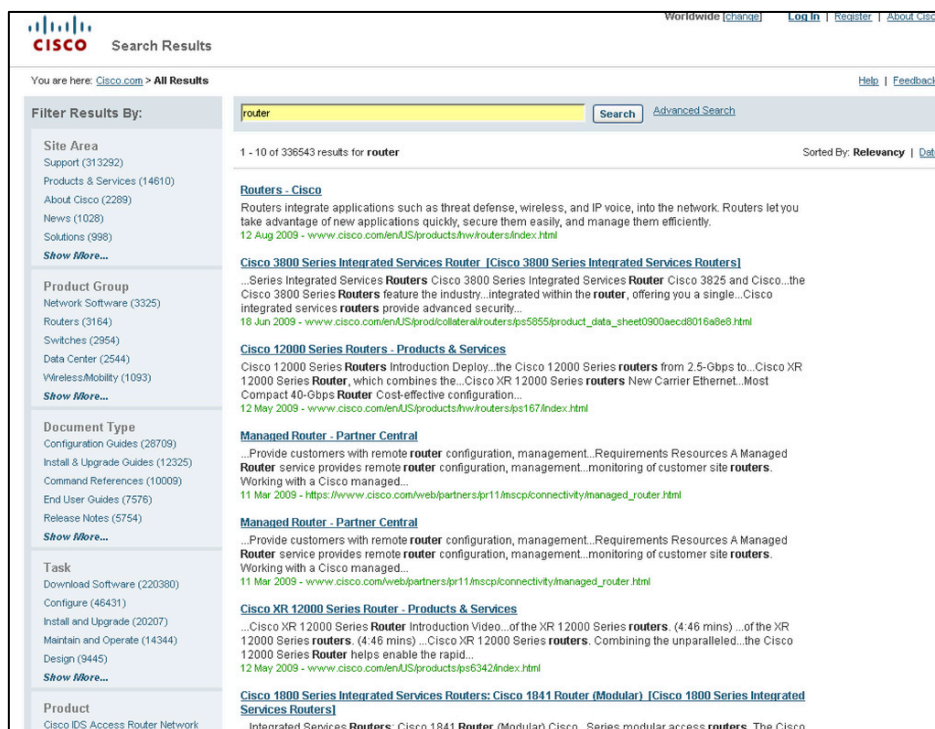 Worldwide [change] Log In | Register | About Cisc
CISCO Search Results
You are here: Cisco.com > All Results
Help | Feedback
Filter Results By:
Site Area
Support (313292)
Products & Services (14610)
About Cisco (2289)
News (1028)
Solutions (998)
Show More...
Product Group
Network Software (3325)
Routers (3164)
Switches (2954)
Data Center (2544)
Wireless/Mobility (1093)
Show More...
Document Type
Configuration Guides (28709)
Install & Upgrade Guides (12325)
Command References (10009)
End User Guides (7576)
Release Notes (5754)
Show More...
Task
Download Software (220380)
Configure (46431)
Install and Upgrade (20207)
Maintain and Operate (14344)
Design (9445)
Show More...
Product
Cisco IDS Access Router Network
router Search Advanced Search
1 - 10 of 336543 results for router
Sorted By: Relevancy | Dat
Routers - Cisco
Routers integrate applications such as threat defense, wireless, and IP voice, into the network. Routers let you
take advantage of new applications quickly, secure them easily, and manage them efficiently.
12 Aug 2009 - www.cisco.com/en/US/products/hw/routers/index.html
Cisco 3800 Series Integrated Services Router [Cisco 3800 Series Integrated Services Routers]
...Series Integrated Services Routers Cisco 3800 Series Integrated Services Router Cisco 3825 and Cisco...the
Cisco 3800 Series Routers feature the industry...integrated within the router, offering you a single...Cisco
integrated services routers provide advanced security...
18 Jun 2009 - www.cisco.com/en/US/prod/collateral/routers/ps5855/product_data_sheet0900aecd8016a8e8.html
Cisco 12000 Series Routers - Products & Services
Cisco 12000 Series Routers Introduction Deploy...the Cisco 12000 Series routers from 2.5-Gbps to...Cisco XR
12000 Series Router, which combines the...Cisco XR 12000 Series routers New Carrier Ethernet...Most
Compact 40-Gbps Router Cost-effective configuration...
12 May 2009 - www.cisco.com/en/US/products/hw/routers/ps167/index.html
Managed Router - Partner Central
...Provide customers with remote router configuration, management...Requirements Resources A Managed
Router service provides remote router configuration, management...monitoring of customer site routers.
Working with a Cisco managed...
11 Mar 2009 - https://www.cisco.com/web/partners/pr11/mscp/connectivity/managed_router.html
Managed Router - Partner Central
...Provide customers with remote router configuration, management...Requirements Resources A Managed
Router service provides remote router configuration, management...monitoring of customer site routers.
Working with a Cisco managed...
11 Mar 2009 - www.cisco.com/web/partners/pr11/mscp/connectivity/managed_router.html
Cisco XR 12000 Series Router - Products & Services
...Cisco XR 12000 Series Router Introduction Video...of the XR 12000 Series routers. (4:46 mins) ...of the XR
12000 Series routers. (4:46 mins) ...Cisco XR 12000 Series routers. Combining the unparalleled...the Cisco
12000 Series Router helps enable the rapid...
12 May 2009 - www.cisco.com/en/US/products/ps6342/index.html
Cisco 1800 Series Integrated Services Routers: Cisco 1841 Router (Modular) [Cisco 1800 Series Integrated
Services Routers]
...Integrated Services Routers: Cisco 1841 Router (Modular) Cisco...Series modular access routers. The Cisco